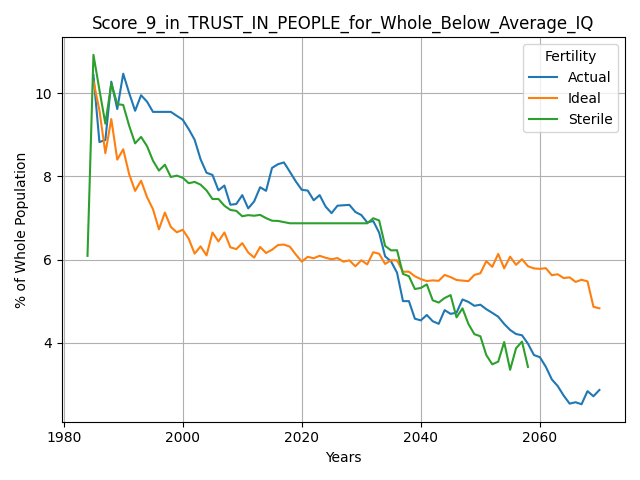 Score_9_in_TRUST_IN_PEOPLE_for_Whole_Below_Average_IQ
Fertility
Actual
Ideal
Sterile
% of Whole Population
10
8
6
4
1980 2000 2020 2040 2060
Years